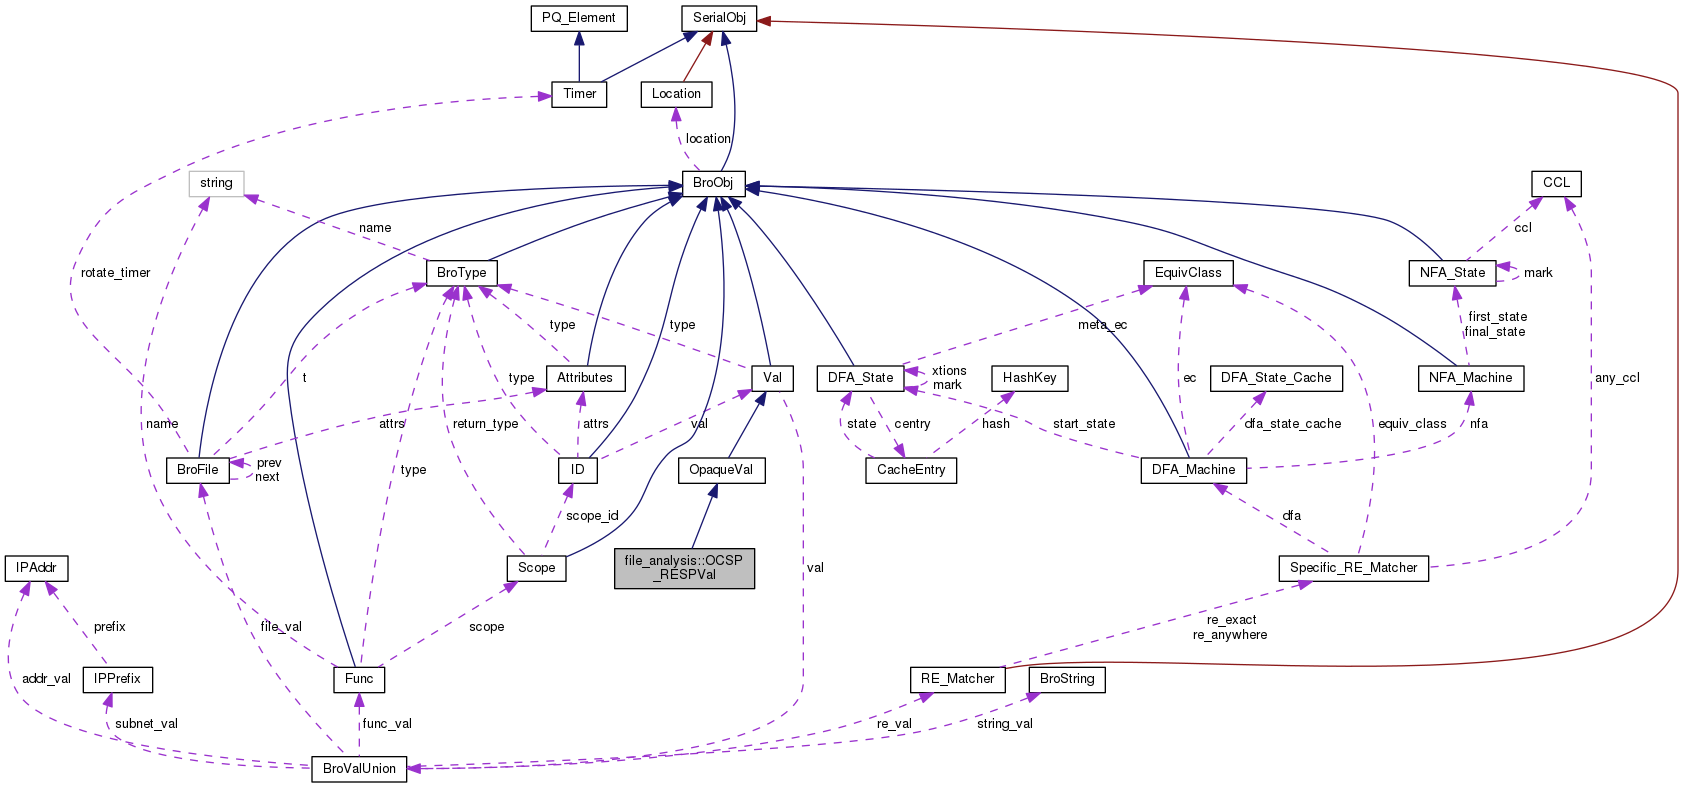 PQ_Element
SerialObj
Timer
Location
location
string
BroObj
CCL
name
ccl
rotate_timer
BroType
EquivClass
NFA_State
mark
type
type
meta_ec
first_state
final_state
t
type
Attributes
Val
DFA_State
xtions
mark
HashKey
ec
DFA_State_Cache
NFA_Machine
any_ccl
name
attrs
return_type
attrs
val
state
centry
hash
start_state
dfa_state_cache
equiv_class
nfa
BroFile
prev
next
type
ID
OpaqueVal
CacheEntry
DFA_Machine
scope_id
dfa
IPAddr
Scope
file_analysis::OCSP
_RESPVal
val
Specific_RE_Matcher
prefix
file_val
scope
re_exact
re_anywhere
addr_val
IPPrefix
Func
RE_Matcher
BroString
subnet_val
func_val
re_val
string_val
BroValUnion